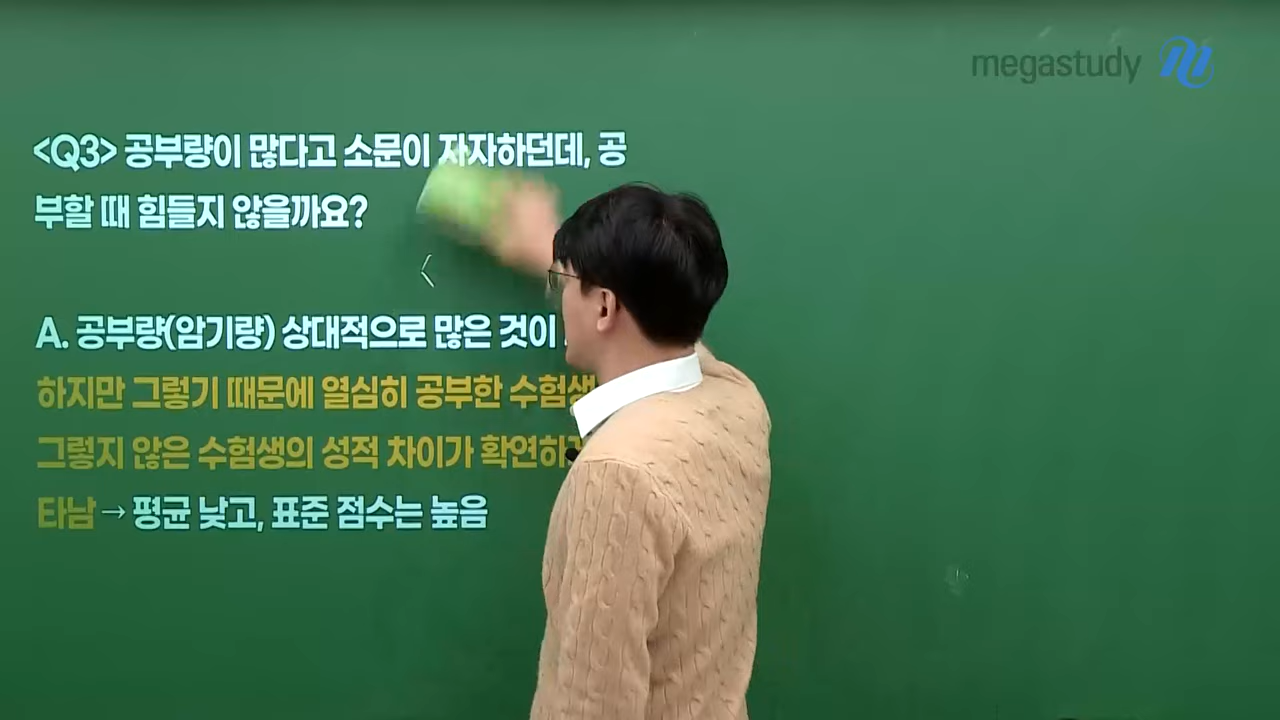 megastudy
<Q3> 공부량이 많다고 소문이 자자하던데, 공
부할 때 힘들지 않을까요?
A. 공부량(암기량) 상대적으로 많은 것이
하지만 그렇기 때문에 열심히 공부한 수험생
그렇지 않은 수험생의 성적 차이가 확연하
타남 → 평균 낮고, 표준 점수는 높음